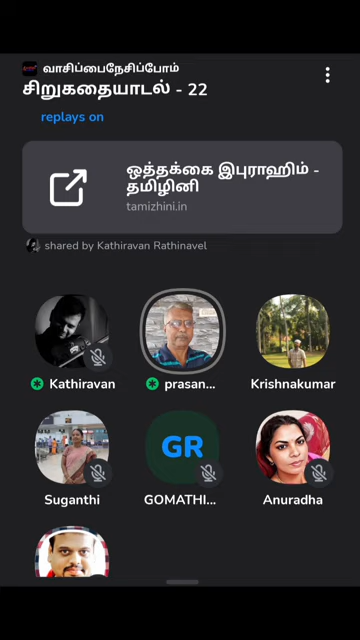 வாசிப்பைநேசிப்போம்
சிறுகதையாடல் - 22
replays on
ஒத்தக்கை இபுராஹிம் -
தமிழினி
tamizhini.in
shared by Kathiravan Rathinavel
Kathiravan
prasan...
Krishnakumar
Suganthi
GR
GOMATHI...
Anuradha